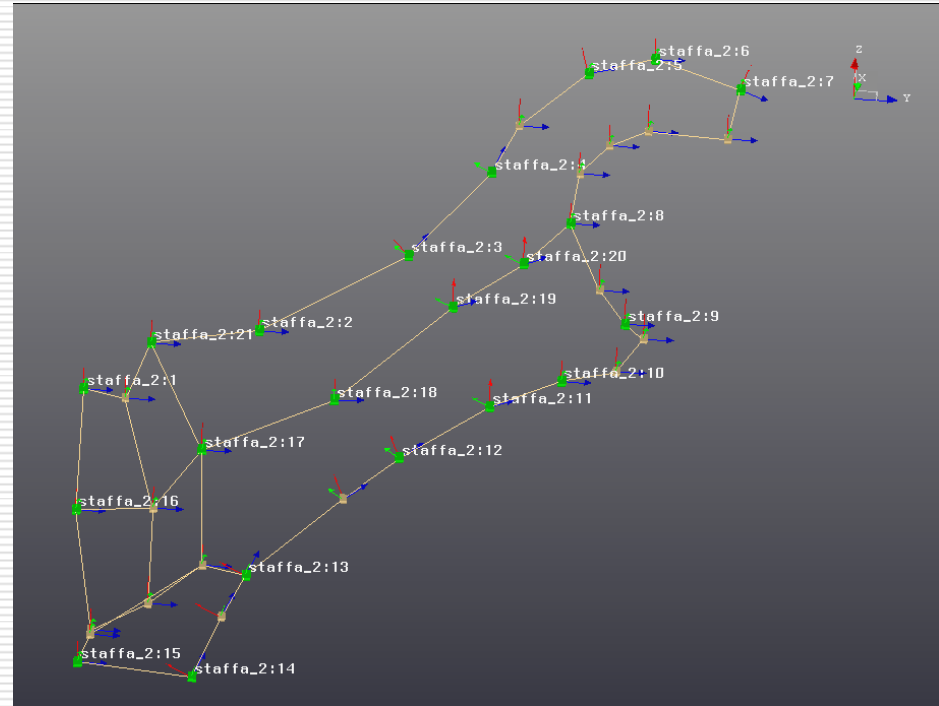 staffa_2:6
staffa_2:5
staffa_2:7
Z
X
Y
staffa_2:4
staffa_2:8
staffa_2:3
staffa_2:20
staffa_2:19
staffa_2:2
staffa_2:21
staffa_2:9
staffa_2:1
staffa_2:10
staffa_2:18
staffa_2:11
staffa_2:17
staffa_2:12
staffa_2:16
staffa_2:13
staffa_2:15
staffa_2:14